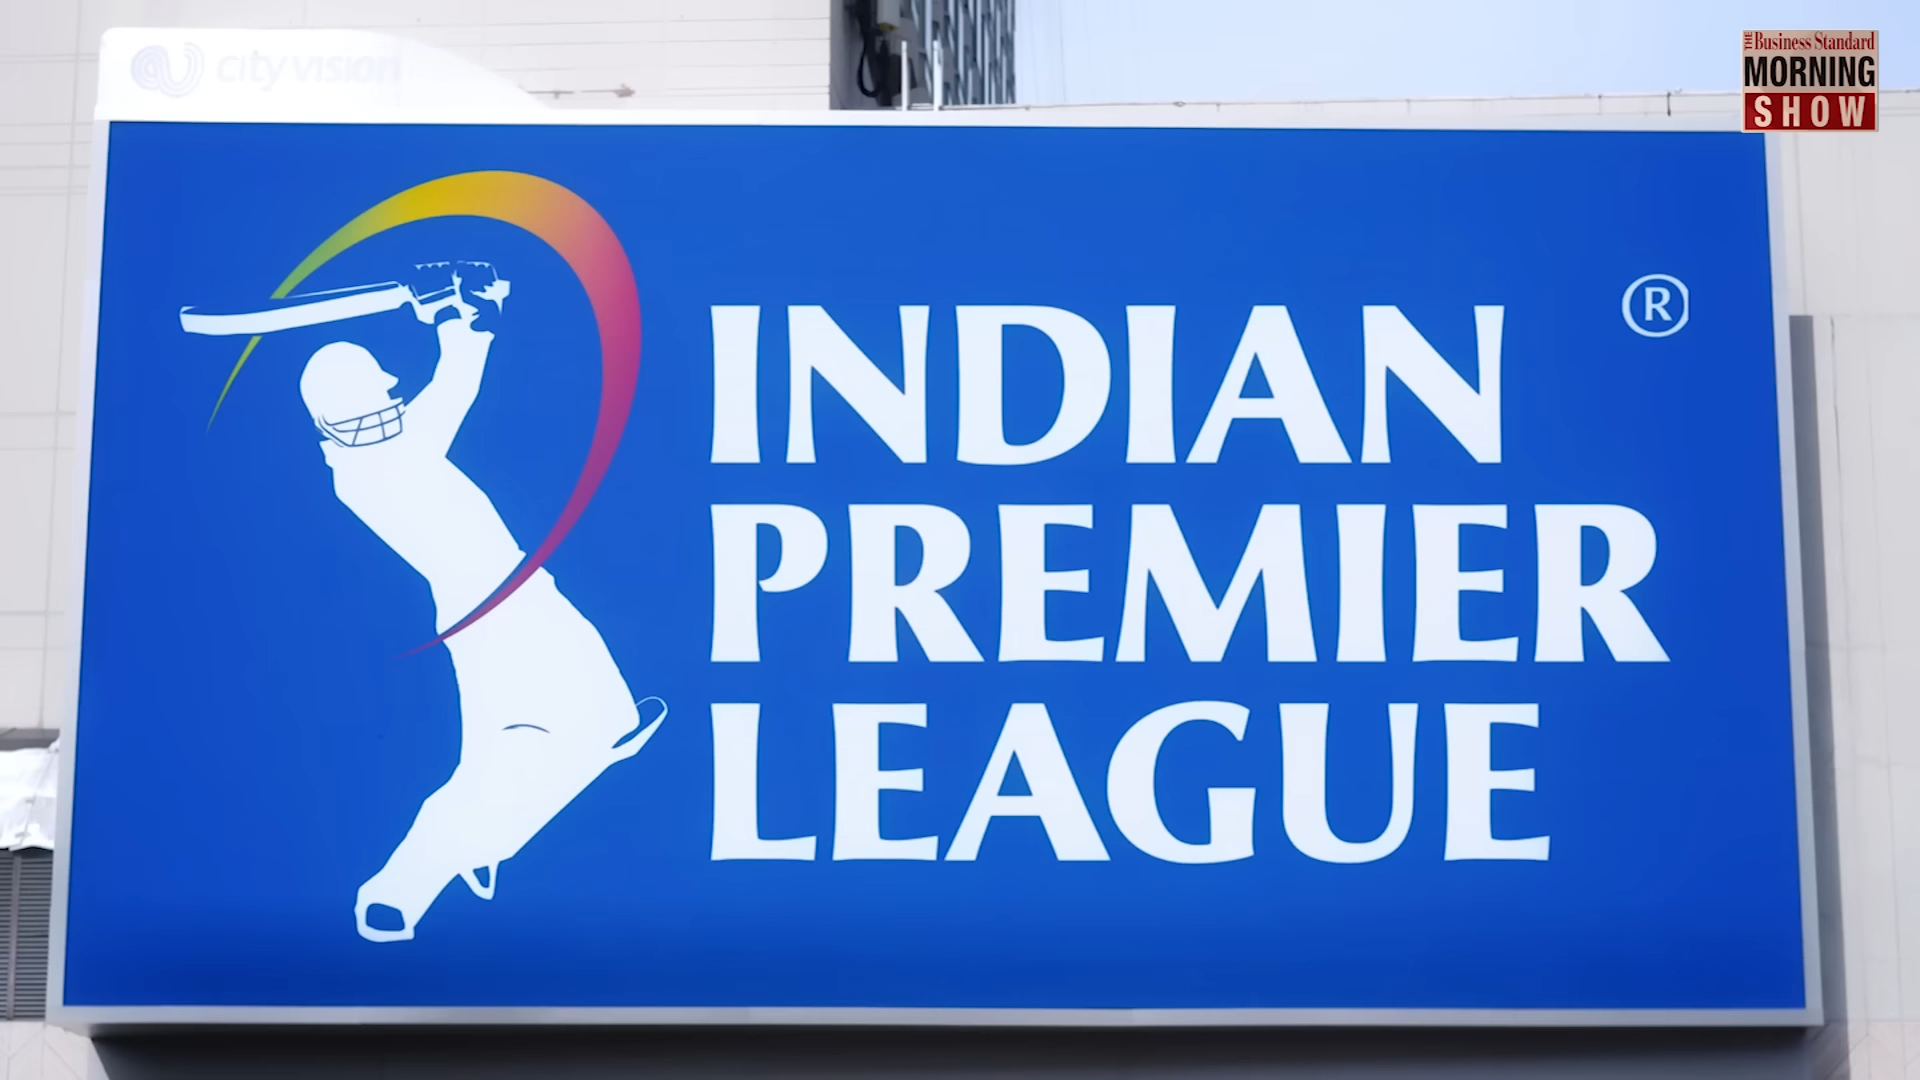 city vision
THE Business Standard
MORNING
SHOW
INDIAN
®
PREMIER
LEAGUE